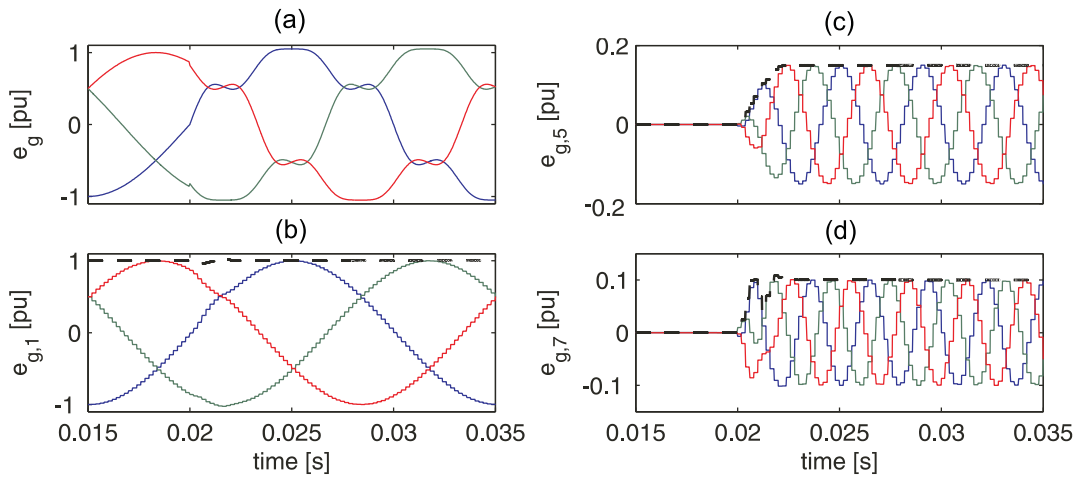 (a)
1
0
-1
e_g [pu]
(b)
1
0
-1
e_g,1 [pu]
0.015
0.02
0.025
0.03
0.035
time [s]
(c)
0.2
0
-0.2
e_g,5 [pu]
(d)
0.1
0
-0.1
e_g,7 [pu]
0.015
0.02
0.025
0.03
0.035
time [s]